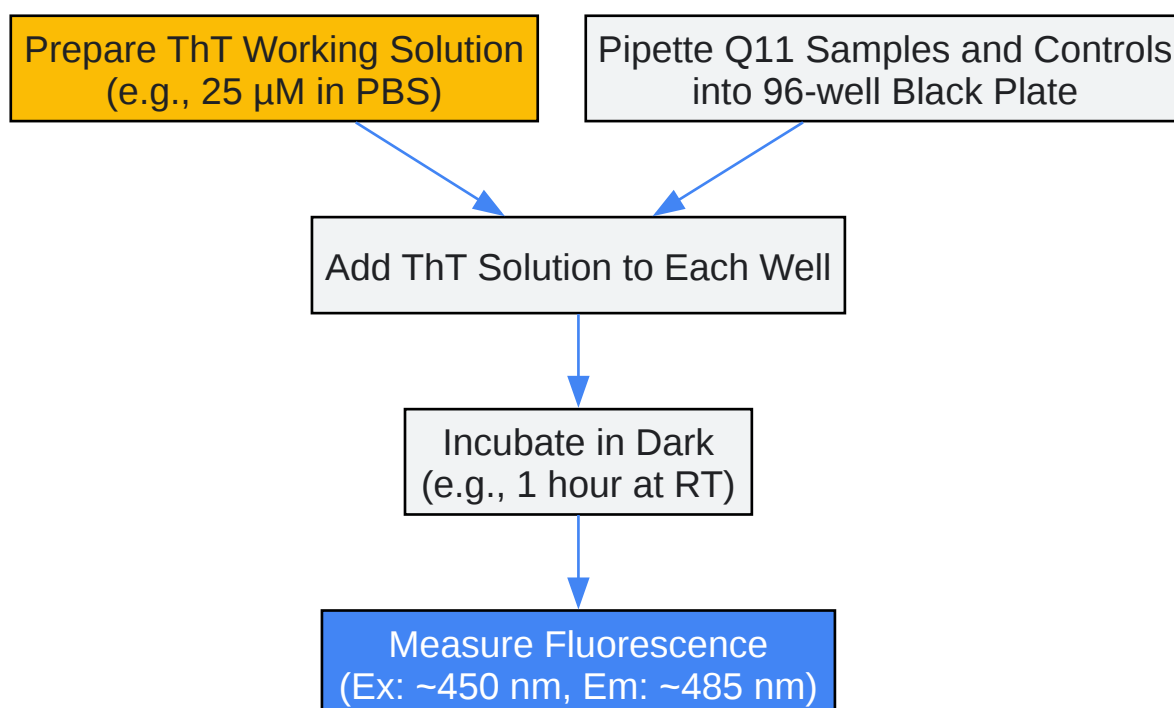 Prepare ThT Working Solution
(e.g., 25 µM in PBS)
Pipette Q11 Samples and Controls
into 96-well Black Plate
Add ThT Solution to Each Well
Incubate in Dark
(e.g., 1 hour at RT)
Measure Fluorescence
(Ex: ~450 nm, Em: ~485 nm)